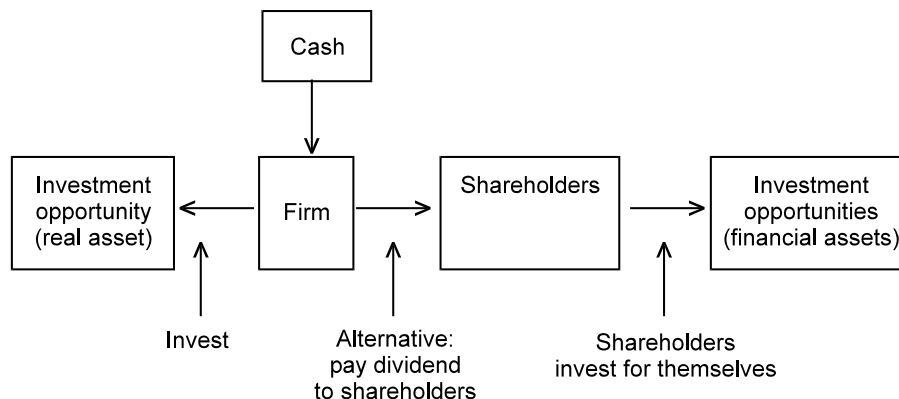 Cash
Investment
opportunity
(real asset)
Firm
Shareholders
Investment
opportunities
(financial assets)
Invest
Alternative:
pay dividend
to shareholders
Shareholders
invest for themselves